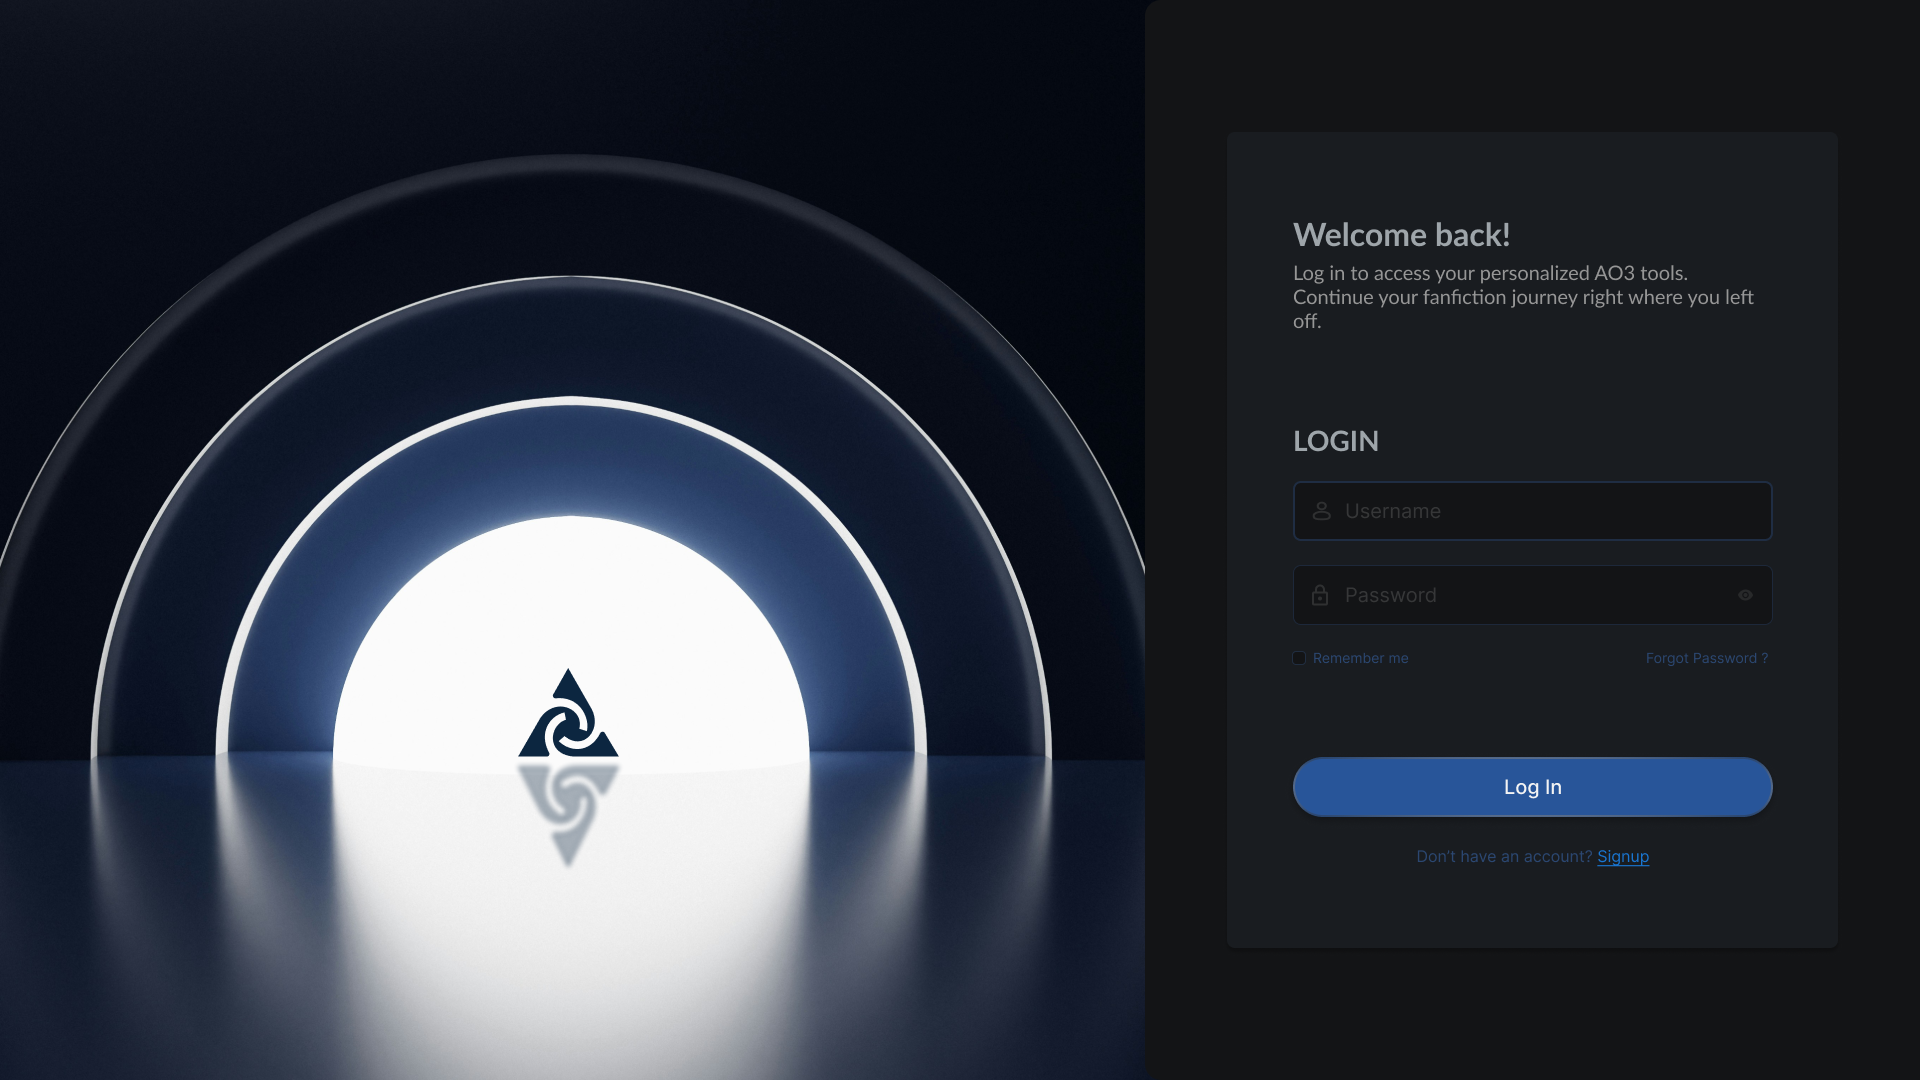 Welcome back!
Log in to access your personalized AO3 tools.
Continue your fanfiction journey right where you left
off.
LOGIN
Username
Password
Remember me
Forgot Password ?
Log In
Don't have an account? Signup